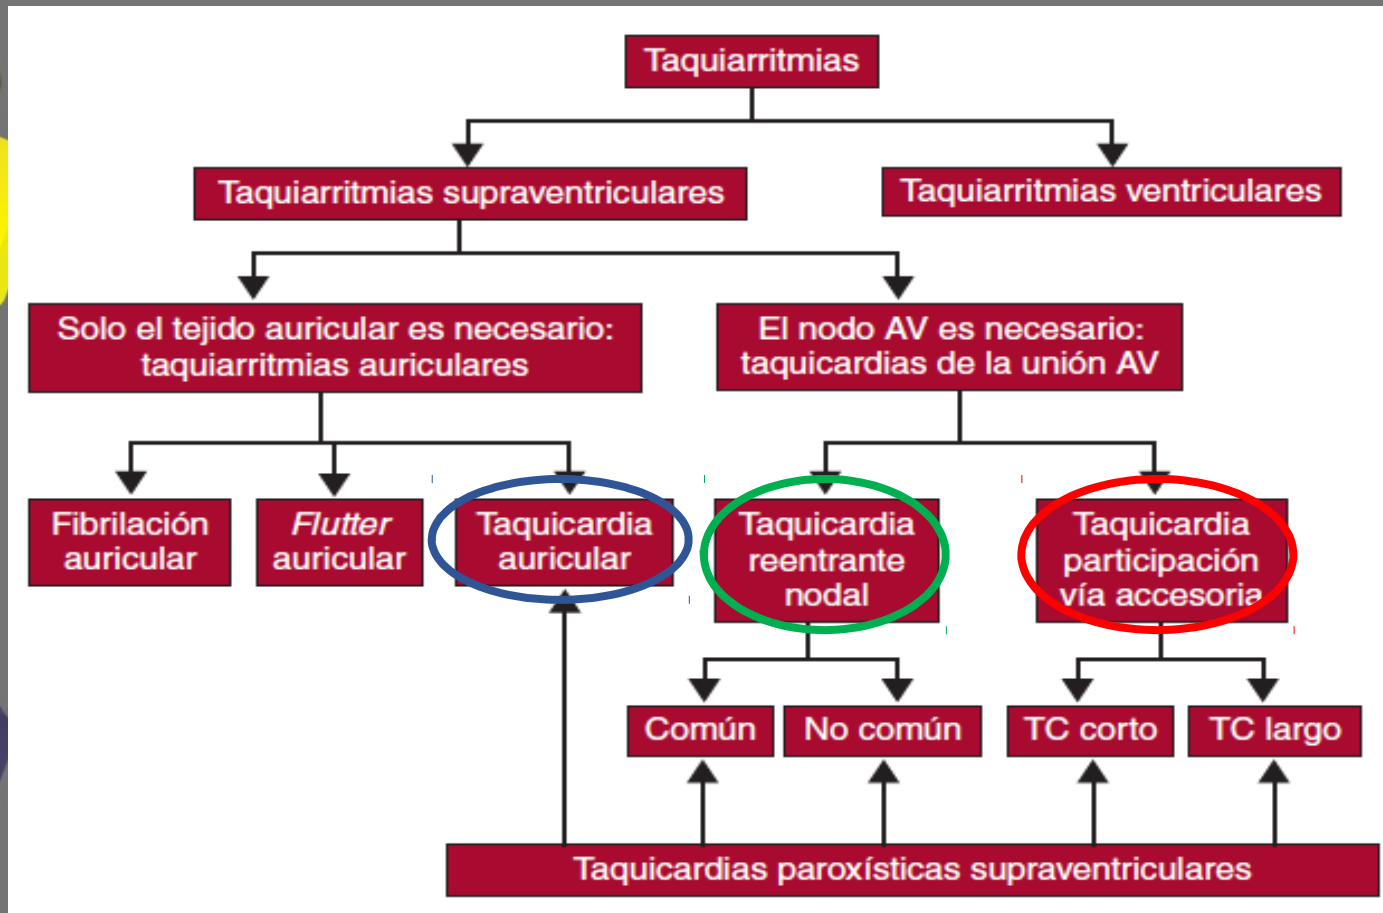 Taquiarritmias
Taquiarritmias supraventriculares
Taquiarritmias ventriculares
Solo el tejido auricular es necesario:
taquiarritmias auriculares
El nodo AV es necesario:
taquicardias de la unión AV
Fibrilación
auricular
Flutter
auricular
Taquicardia
auricular
Taquicardia
reentrante
nodal
Taquicardia
participación
vía accesoria
Común
No común
TC corto
TC largo
Taquicardias paroxísticas supraventriculares